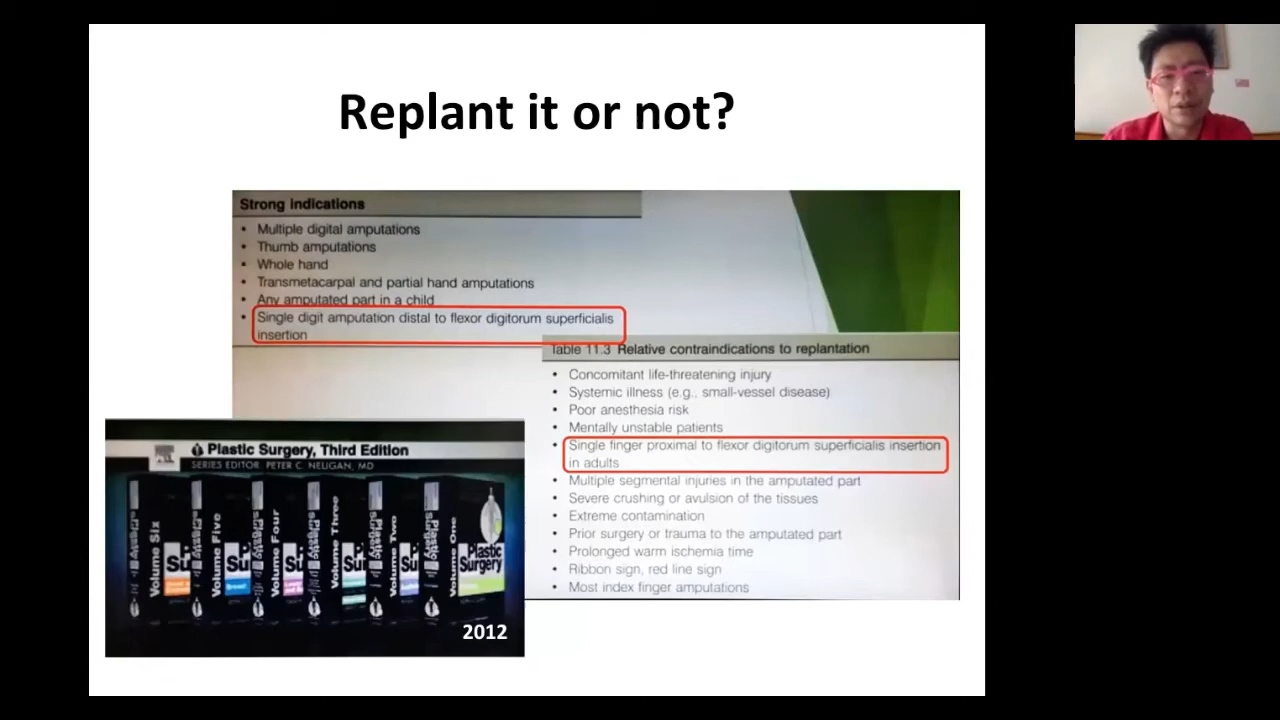 Replant it or not?
Strong indications
• Multiple digital amputations
• Thumb amputations
• Whole hand
• Transmetacarpal and partial hand amputations
• Any amputated part in a child
• Single digit amputation distal to flexor digitorum superficialis
insertion
Table 11.3 Relative contraindications to replantation
• Concomitant life-threatening injury
• Systemic illness (e.g., small-vessel disease)
• Poor anesthesia risk
• Mentally unstable patients
• Single finger proximal to flexor digitorum superficialis insertion
in adults
• Multiple segmental injuries in the amputated part
• Severe crushing or avulsion of the tissues
• Extreme contamination
• Prior surgery or trauma to the amputated part
• Prolonged warm ischemia time
• Ribbon sign, red line sign
• Most index finger amputations
Plastic Surgery, Third Edition
SERIES EDITOR: PETER C. NELIGAN, MD
Volume Six
Volume Five
Volume Four
Volume Three
Volume Two
Volume One
Plastic
Surgery
2012